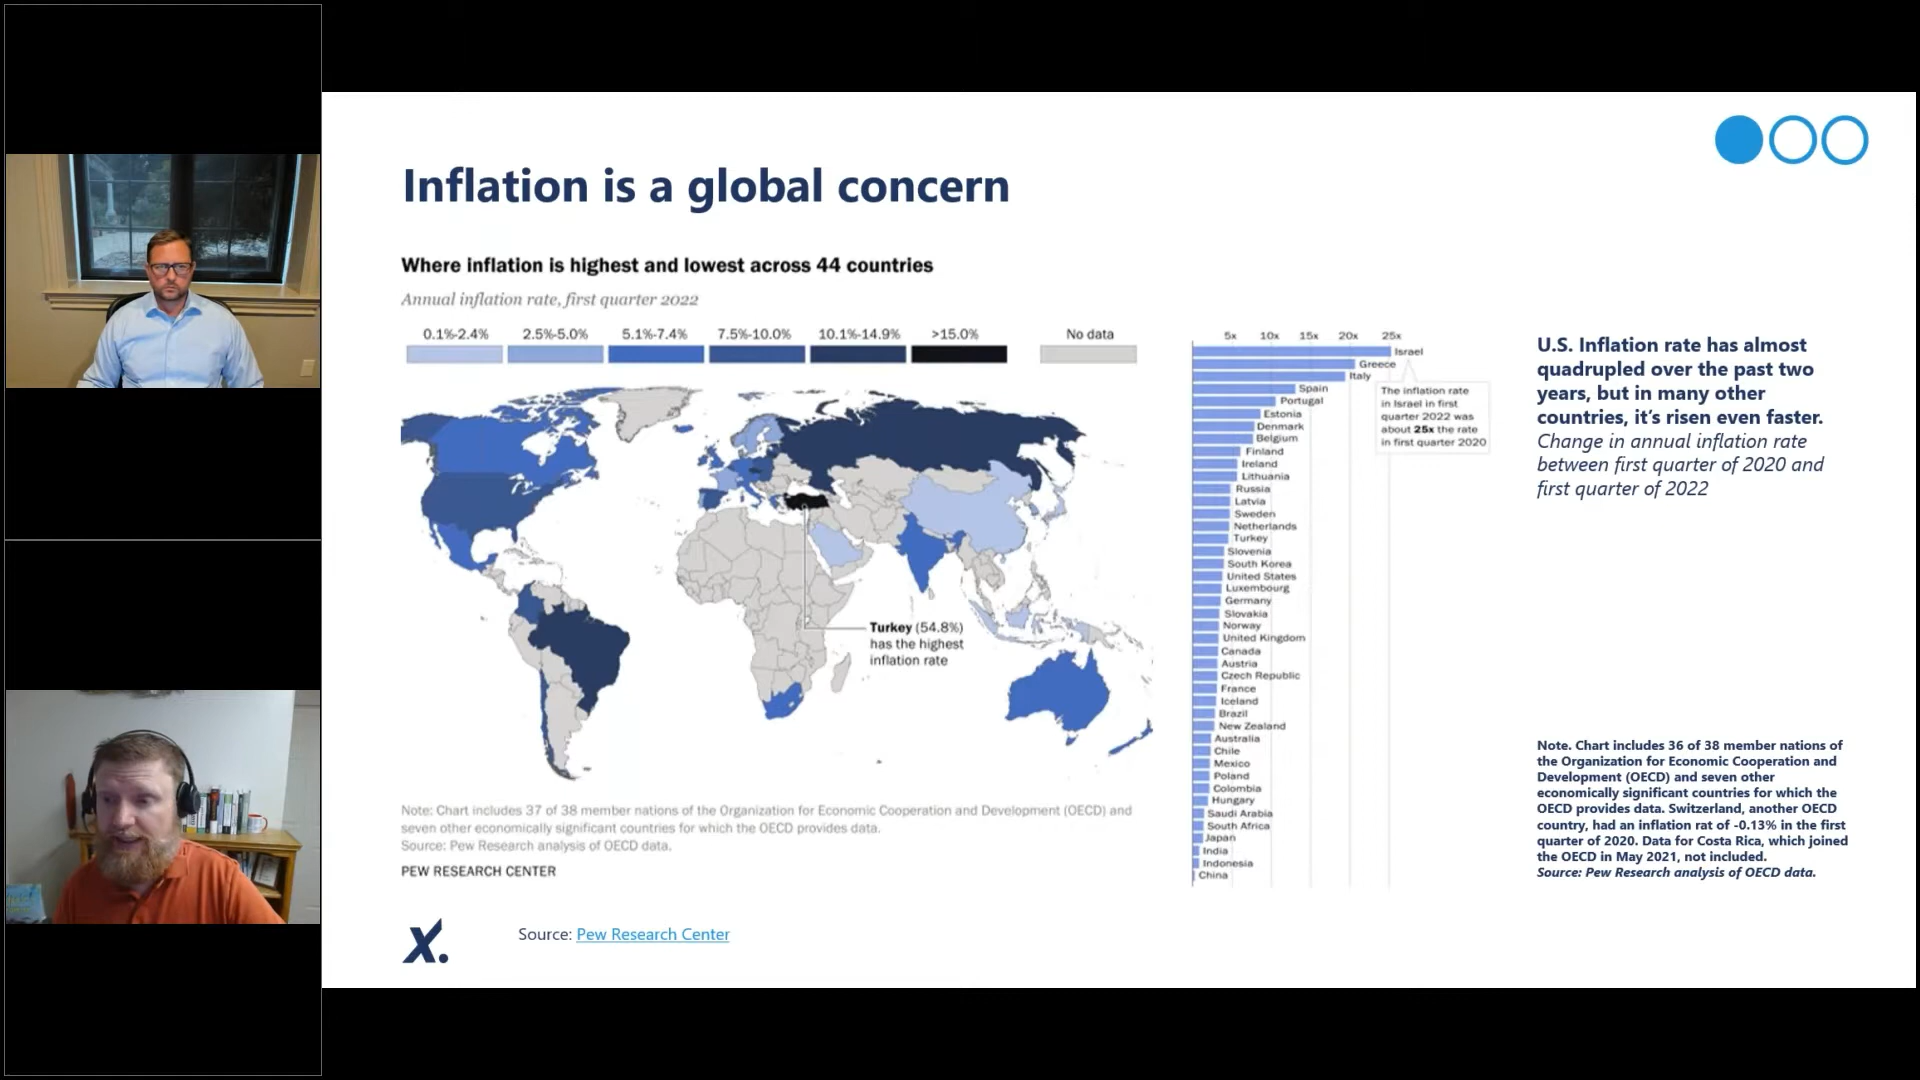 Inflation is a global concern
Where inflation is highest and lowest across 44 countries
Annual inflation rate, first quarter 2022
0.1%-2.4%
2.5%-5.0%
5.1%-7.4%
7.5%-10.0%
10.1%-14.9%
>15.0%
No data
Turkey (54.8%)
has the highest
inflation rate
Note: Chart includes 37 of 38 member nations of the Organization for Economic Cooperation and Development (OECD) and
seven other economically significant countries for which the OECD provides data.
Source: Pew Research analysis of OECD data.
PEW RESEARCH CENTER
5x 10x 15x 20x 25x
Israel
Greece
Italy
Spain
Portugal
Estonia
Denmark
Belgium
Finland
Ireland
Lithuania
Russia
Latvia
Sweden
Netherlands
Turkey
Slovenia
South Korea
United States
Luxembourg
Germany
Slovakia
Norway
United Kingdom
Canada
Austria
Czech Republic
France
Iceland
Brazil
New Zealand
Australia
Chile
Mexico
Poland
Colombia
Hungary
Saudi Arabia
South Africa
Japan
India
Indonesia
China
The inflation rate
in Israel in first
quarter 2022 was
about 25x the rate
in first quarter 2020
U.S. Inflation rate has almost
quadrupled over the past two
years, but in many other
countries, it’s risen even faster.
Change in annual inflation rate
between first quarter of 2020 and
first quarter of 2022
Note. Chart includes 36 of 38 member nations of
the Organization for Economic Cooperation and
Development (OECD) and seven other
economically significant countries for which the
OECD provides data. Switzerland, another OECD
country, had an inflation rat of -0.13% in the first
quarter of 2020. Data for Costa Rica, which joined
the OECD in May 2021, not included.
Source: Pew Research analysis of OECD data.
X.
Source: Pew Research Center